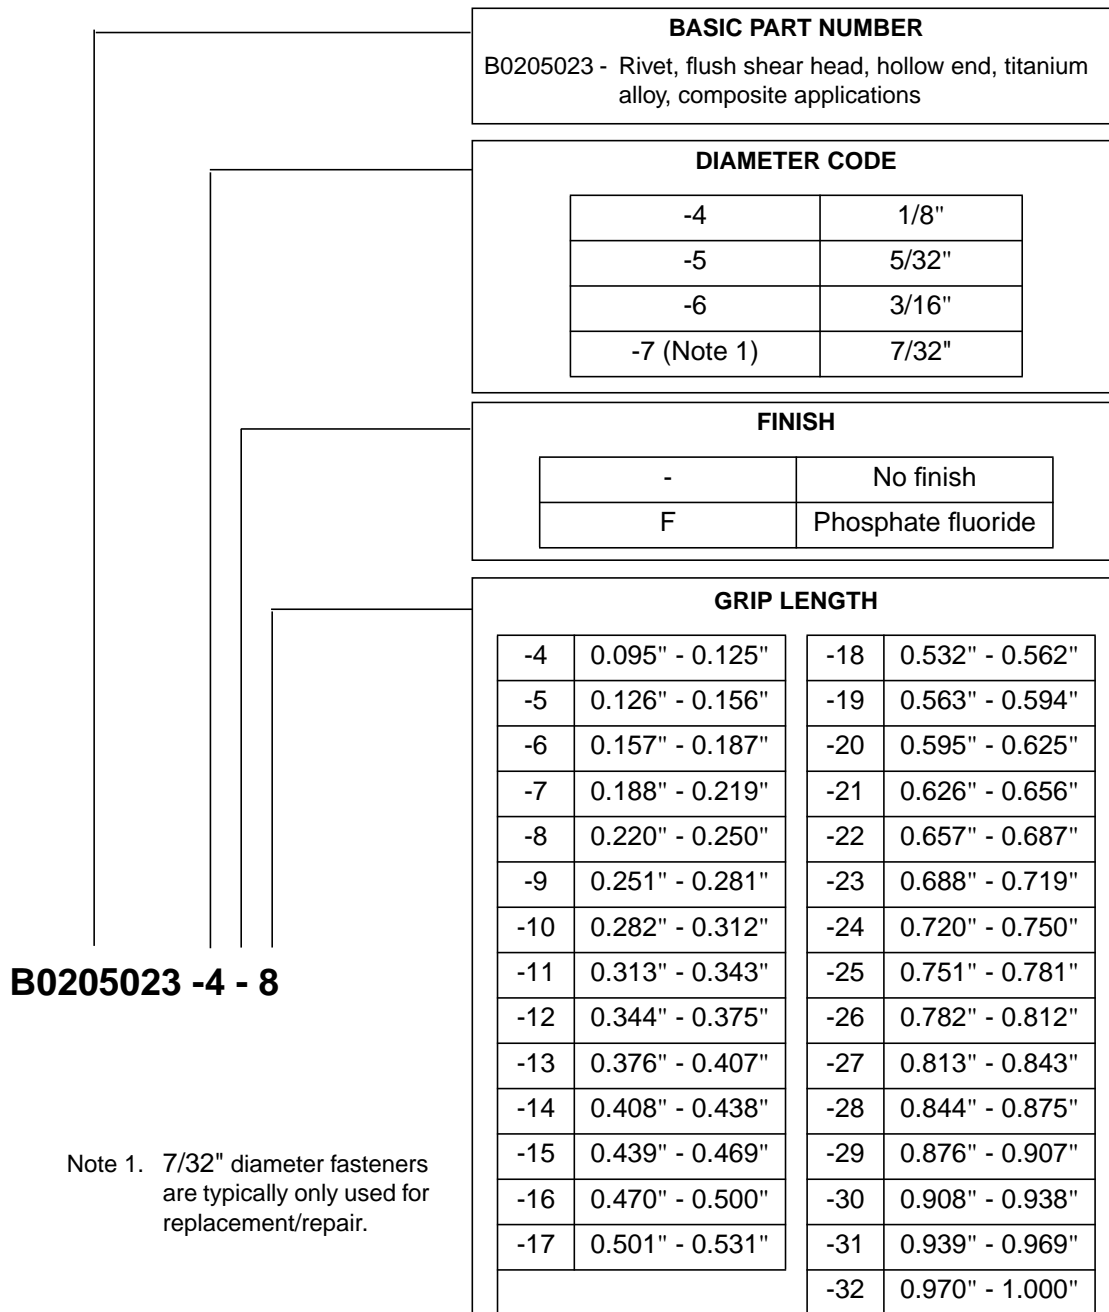 BASIC PART NUMBER
B0205023 - Rivet, flush shear head, hollow end, titanium
alloy, composite applications
DIAMETER CODE
-4 1/8"
-5 5/32"
-6 3/16"
-7 (Note 1) 7/32"
FINISH
- No finish
F Phosphate fluoride
GRIP LENGTH
-4 0.095" - 0.125" -18 0.532" - 0.562"
-5 0.126" - 0.156" -19 0.563" - 0.594"
-6 0.157" - 0.187" -20 0.595" - 0.625"
-7 0.188" - 0.219" -21 0.626" - 0.656"
-8 0.220" - 0.250" -22 0.657" - 0.687"
-9 0.251" - 0.281" -23 0.688" - 0.719"
-10 0.282" - 0.312" -24 0.720" - 0.750"
-11 0.313" - 0.343" -25 0.751" - 0.781"
-12 0.344" - 0.375" -26 0.782" - 0.812"
-13 0.376" - 0.407" -27 0.813" - 0.843"
-14 0.408" - 0.438" -28 0.844" - 0.875"
-15 0.439" - 0.469" -29 0.876" - 0.907"
-16 0.470" - 0.500" -30 0.908" - 0.938"
-17 0.501" - 0.531" -31 0.939" - 0.969"
-32 0.970" - 1.000"
B0205023 -4 - 8
Note 1. 7/32" diameter fasteners
are typically only used for
replacement/repair.